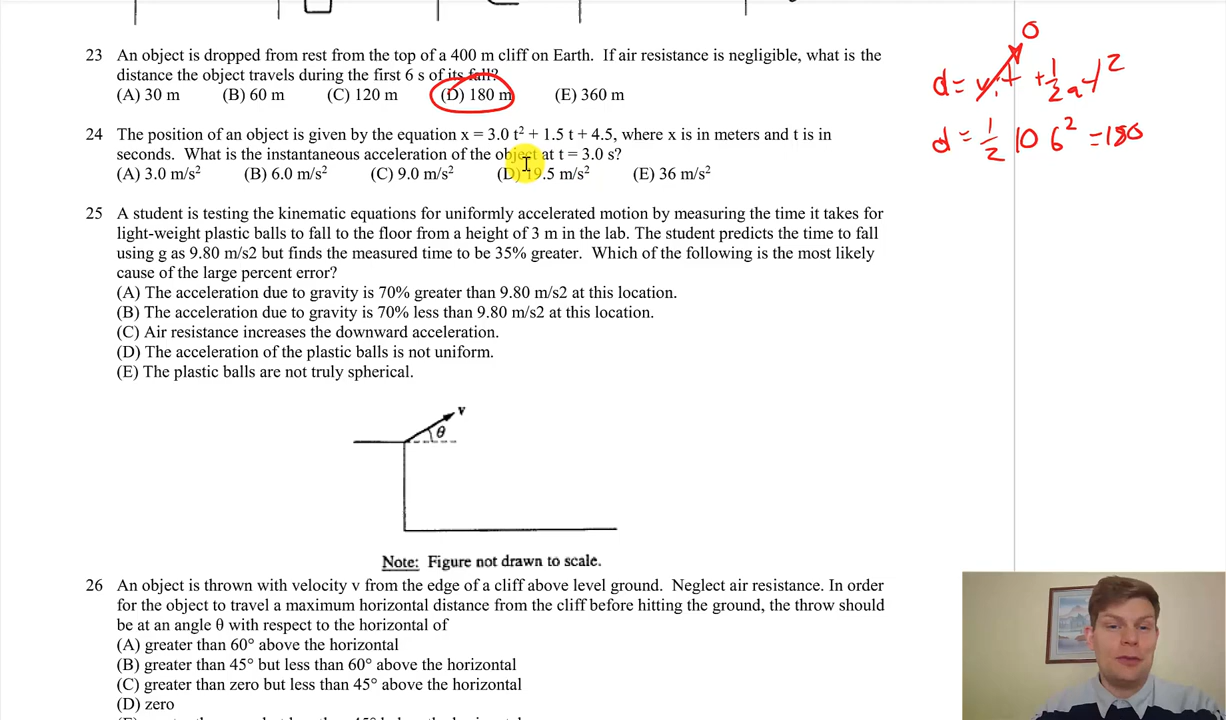 23 An object is dropped from rest from the top of a 400 m cliff on Earth. If air resistance is negligible, what is the
distance the object travels during the first 6 s of its fall?
(A) 30 m (B) 60 m (C) 120 m (D) 180 m (E) 360 m
24 The position of an object is given by the equation x = 3.0 t² + 1.5 t + 4.5, where x is in meters and t is in
seconds. What is the instantaneous acceleration of the object at t = 3.0 s?
(A) 3.0 m/s² (B) 6.0 m/s² (C) 9.0 m/s² (D) 19.5 m/s² (E) 36 m/s²
25 A student is testing the kinematic equations for uniformly accelerated motion by measuring the time it takes for
light-weight plastic balls to fall to the floor from a height of 3 m in the lab. The student predicts the time to fall
using g as 9.80 m/s2 but finds the measured time to be 35% greater. Which of the following is the most likely
cause of the large percent error?
(A) The acceleration due to gravity is 70% greater than 9.80 m/s2 at this location.
(B) The acceleration due to gravity is 70% less than 9.80 m/s2 at this location.
(C) Air resistance increases the downward acceleration.
(D) The acceleration of the plastic balls is not uniform.
(E) The plastic balls are not truly spherical.
v
θ
Note: Figure not drawn to scale.
26 An object is thrown with velocity v from the edge of a cliff above level ground. Neglect air resistance. In order
for the object to travel a maximum horizontal distance from the cliff before hitting the ground, the throw should
be at an angle θ with respect to the horizontal of
(A) greater than 60° above the horizontal
(B) greater than 45° but less than 60° above the horizontal
(C) greater than zero but less than 45° above the horizontal
(D) zero
0
d = vᵢt + ½ a t²
d = ½ 10 6² = 180